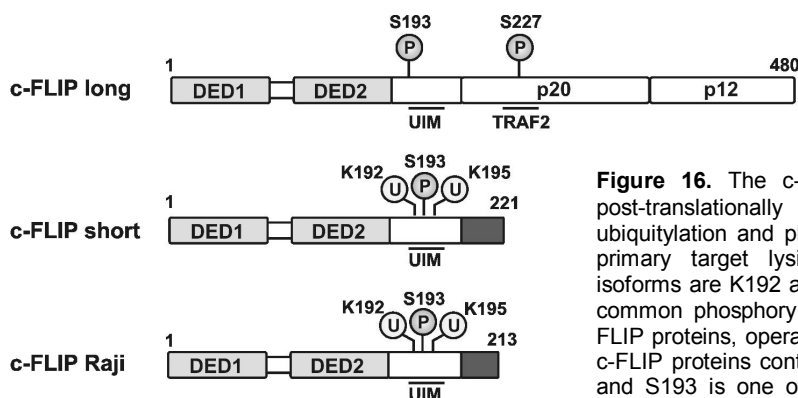 S193
S227
P
P
1
480
c-FLIP long
DED1
DED2
p20
p12
UIM
TRAF2
S193
K192
K195
U
P
U
1
221
c-FLIP short
DED1
DED2
UIM
S193
K192
K195
U
P
U
1
213
c-FLIP Raji
DED1
DED2
UIM
Figure 16. The c-
post-translationally
ubiquitylation and p
primary target lysi
isoforms are K192 a
common phosphory
FLIP proteins, opera
c-FLIP proteins cont
and S193 is one o